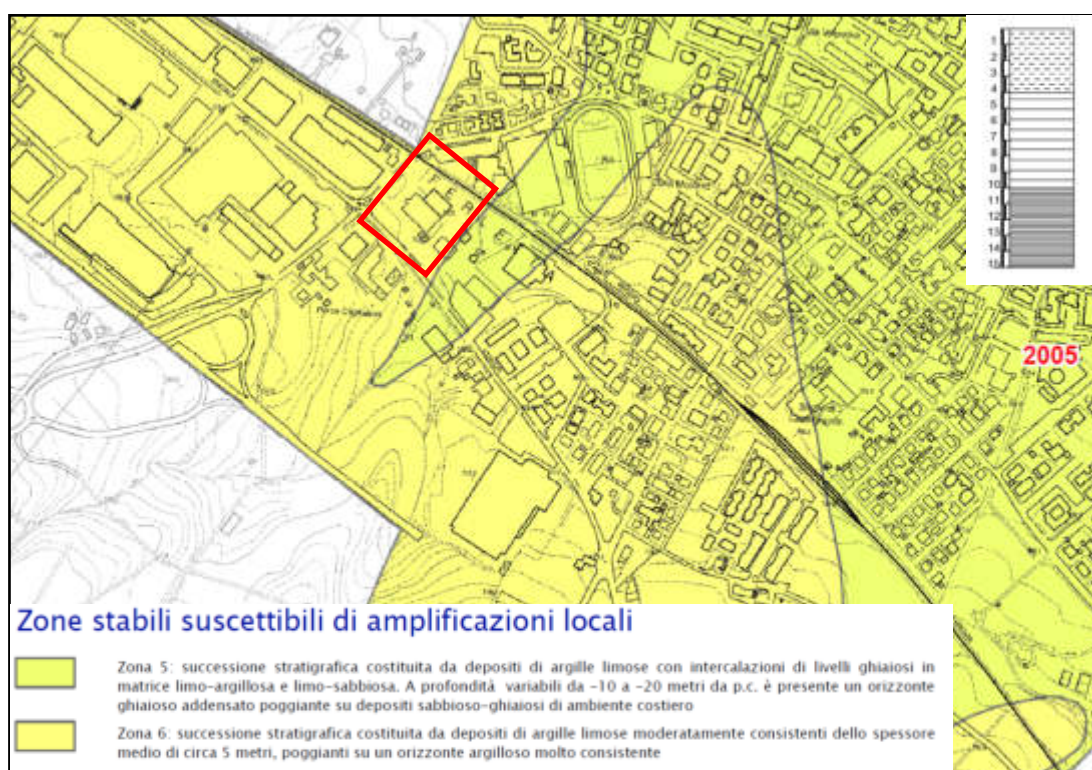 1
2
3
4
5
6
7
8
9
10
11
12
13
14
15
2005
Zone stabili suscettibili di amplificazioni locali
Zona 5: successione stratigrafica costituita da depositi di argille limose con intercalazioni di livelli ghiaiosi in
matrice limo-argillosa e limo-sabbiosa. A profondità variabili da -10 a -20 metri da p.c. è presente un orizzonte
ghiaioso addensato poggiante su depositi sabbioso-ghiaiosi di ambiente costiero
Zona 6: successione stratigrafica costituita da depositi di argille limose moderatamente consistenti dello spessore
medio di circa 5 metri, poggianti su un orizzonte argilloso molto consistente